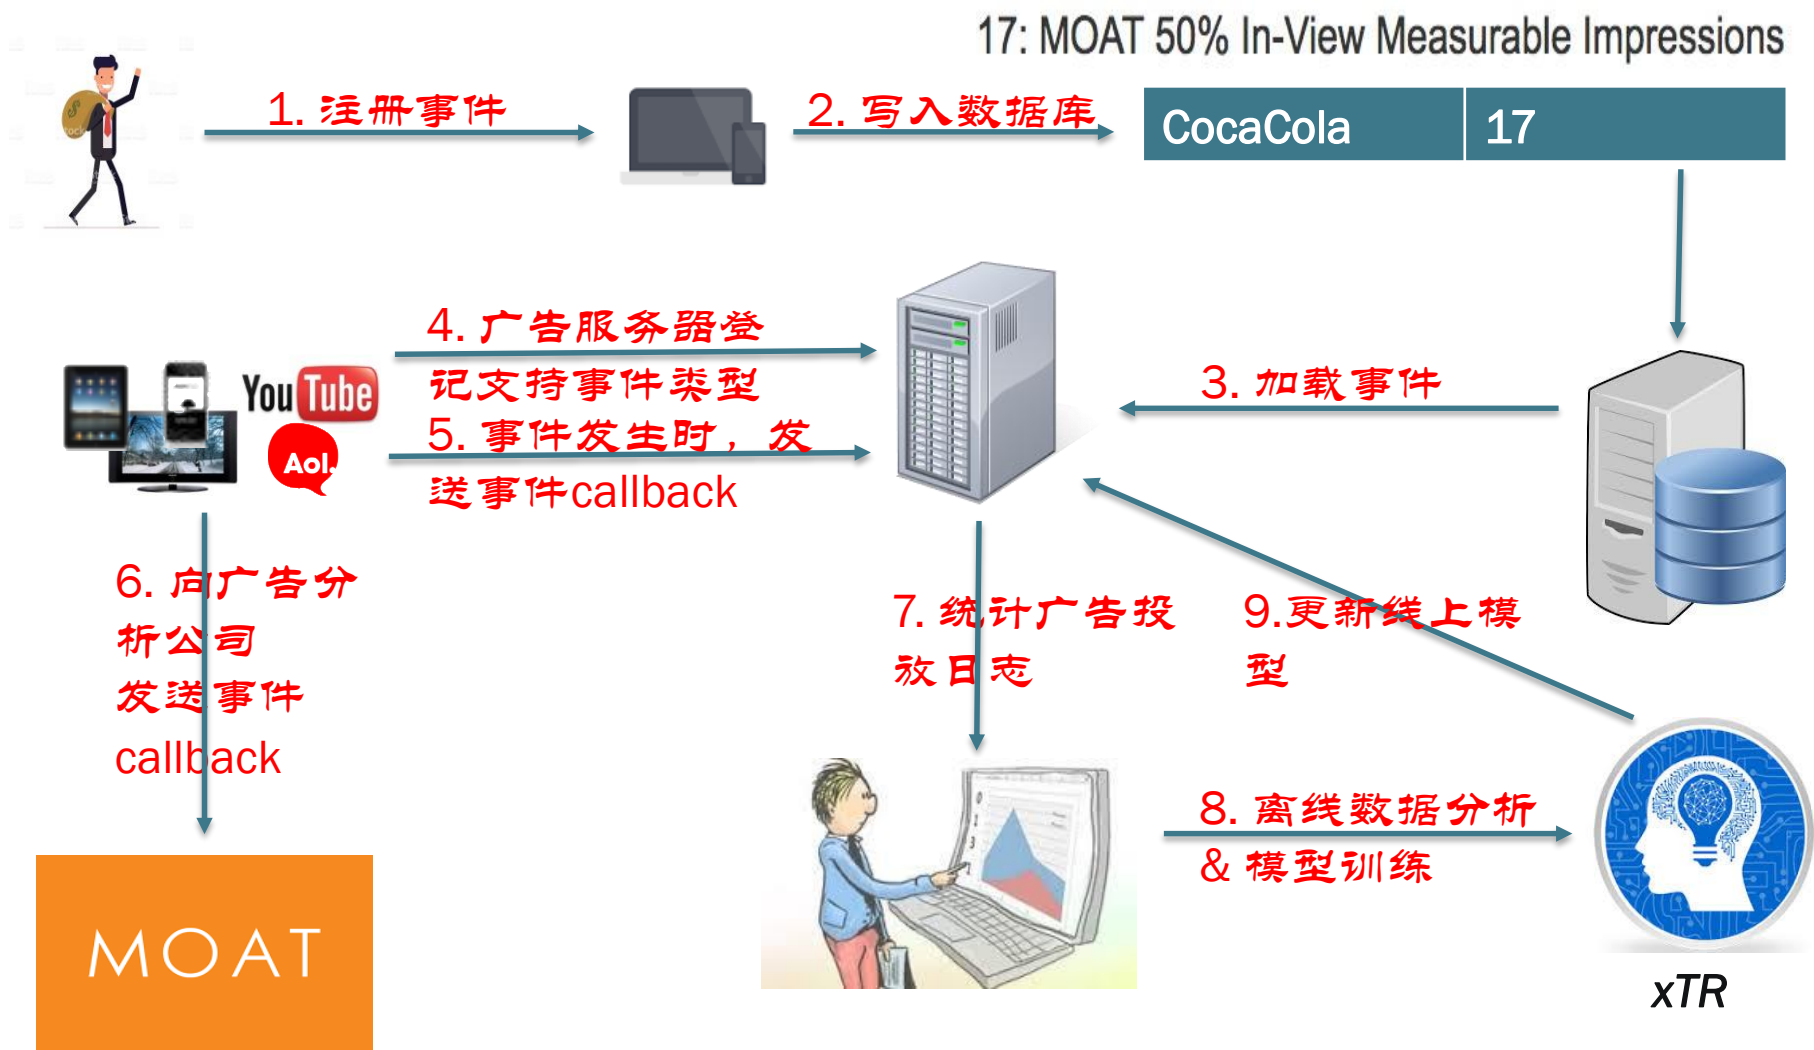 17: MOAT 50% In-View Measurable Impressions
1. 注册事件
2. 写入数据库
CocaCola 17
4. 广告服务器登
记支持事件类型
5. 事件发生时，发
送事件callback
3. 加载事件
YouTube
Aol.
6. 向广告分
析公司
发送事件
callback
7. 统计广告投
放日志
9.更新线上模
型
8. 离线数据分析
& 模型训练
MOAT
xTR